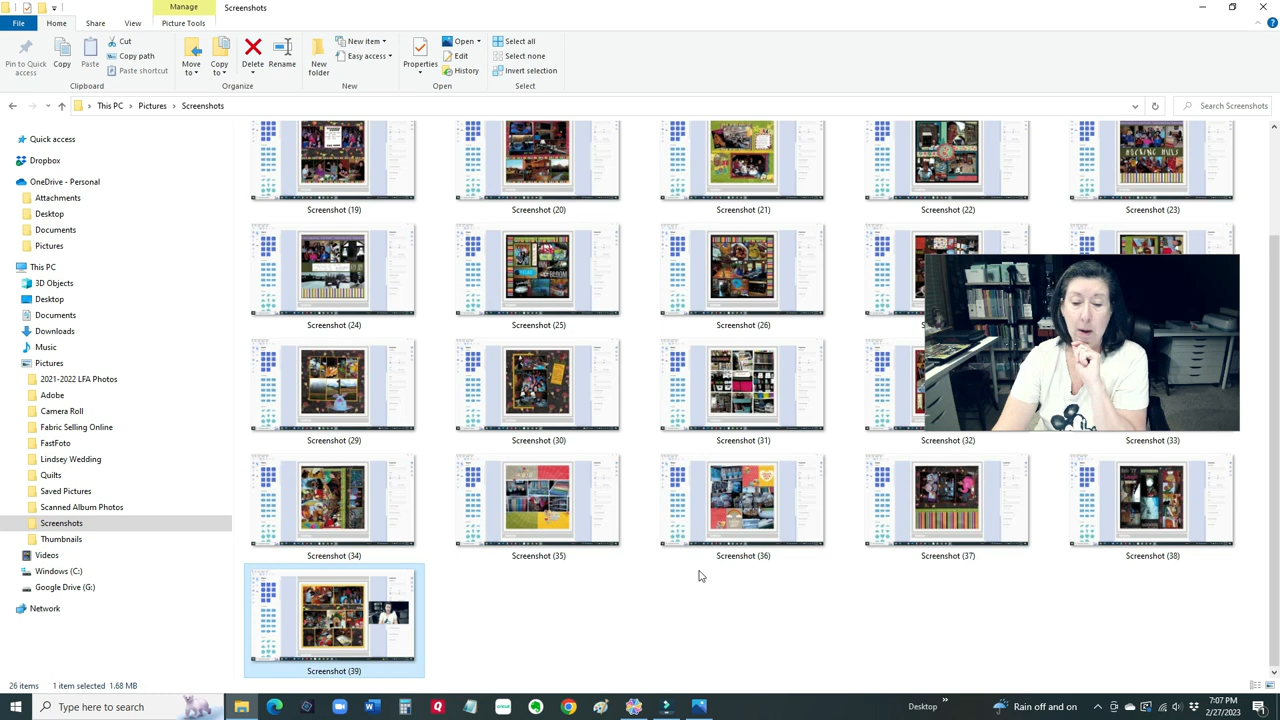 Manage
Screenshots
File
Home
Share
View
Picture Tools
Pin to Quick access
Copy
Paste
Cut
Copy path
Paste shortcut
Clipboard
Move to
Copy to
Delete
Rename
Organize
New folder
New item
Easy access
New
Properties
Open
Edit
History
Open
Select all
Select none
Invert selection
Select
This PC > Pictures > Screenshots
Search Screenshots
Quick access
Dropbox
OneDrive - Personal
Attachments
Desktop
Documents
Pictures
This PC
3D Objects
Desktop
Documents
Downloads
Music
Pictures
2021-2022 LFA Photos
Adobe
Camera Roll
Fabric Selling Online
FastFoto
Lindsey Wedding
Quilts
Saved Pictures
Scanned Album Photos
Screenshots
Thumbnails
Videos
Windows (C:)
Google Drive (G:)
Network
Screenshot (19)
Screenshot (20)
Screenshot (21)
Screenshot (22)
Screenshot (23)
Screenshot (24)
Screenshot (25)
Screenshot (26)
Screenshot (29)
Screenshot (30)
Screenshot (31)
Screenshot (32)
Screenshot (33)
Screenshot (34)
Screenshot (35)
Screenshot (36)
Screenshot (37)
Screenshot (38)
Screenshot (39)
26 items 1 item selected 1.68 MB
Type here to search
Desktop
Rain off and on
7:07 PM
2/27/2023